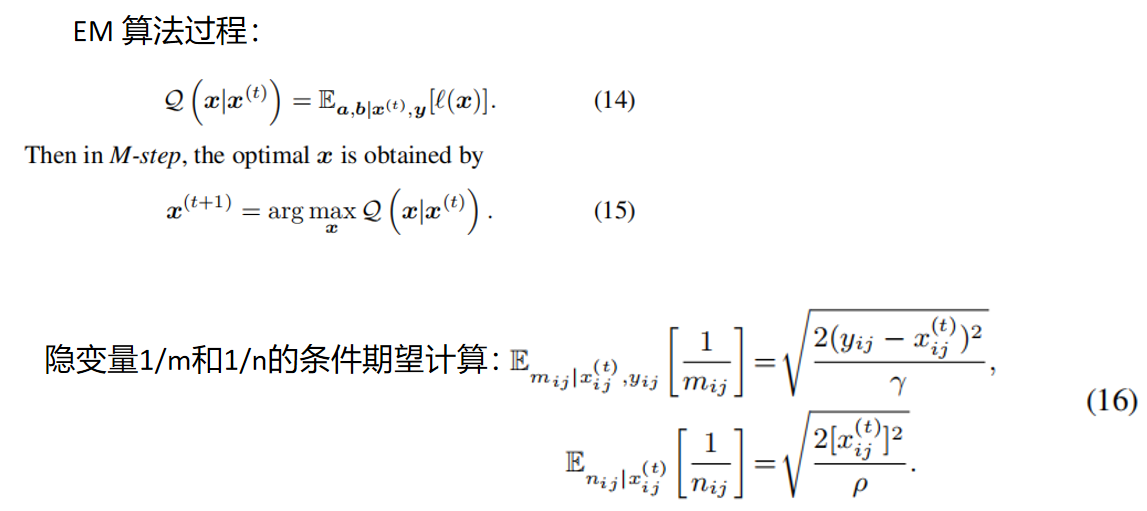 EM 算法过程：
$\mathcal{Q}\left(\boldsymbol{x}|\boldsymbol{x}^{(t)}\right) = \mathbb{E}_{\boldsymbol{a},\boldsymbol{b}|\boldsymbol{x}^{(t)},\boldsymbol{y}}[\ell(\boldsymbol{x})].$ (14)
Then in M-step, the optimal $\boldsymbol{x}$ is obtained by
$\boldsymbol{x}^{(t+1)} = \arg\max_{\boldsymbol{x}} \mathcal{Q}\left(\boldsymbol{x}|\boldsymbol{x}^{(t)}\right).$ (15)
隐变量1/m和1/n的条件期望计算：$\mathbb{E}_{m_{ij}|x_{ij}^{(t)},y_{ij}}\left[\frac{1}{m_{ij}}\right] = \sqrt{\frac{2(y_{ij} - x_{ij}^{(t)})^2}{\gamma}},$
$\mathbb{E}_{n_{ij}|x_{ij}^{(t)}}\left[\frac{1}{n_{ij}}\right] = \sqrt{\frac{2[x_{ij}^{(t)}]^2}{\rho}}.$ (16)